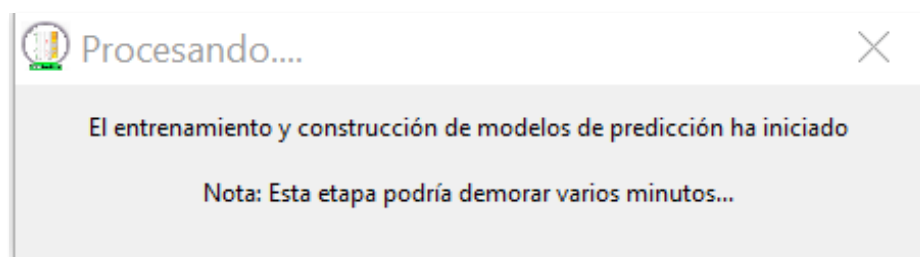 Procesando....
El entrenamiento y construcción de modelos de predicción ha iniciado
Nota: Esta etapa podría demorar varios minutos...